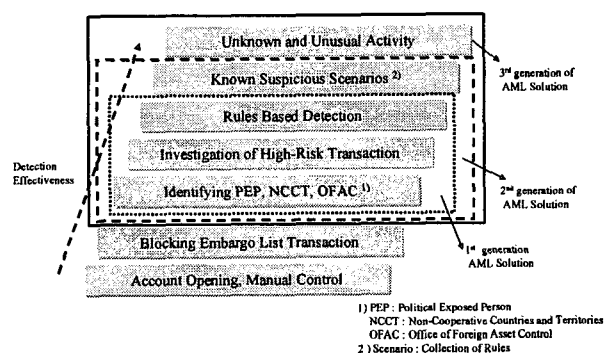 Unknown and Unusual Activity
3rd generation of
AML Solution
Known Suspicious Scenarios 2)
Rules Based Detection
Investigation of High-Risk Transaction
Detection
Effectiveness
Identifying PEP, NCCT, OFAC 1)
2nd generation of
AML Solution
Blocking Embargo List Transaction
1st generation
AML Solution
Account Opening, Manual Control
1) PEP : Political Exposed Person
NCCT : Non-Cooperative Countries and Territories
OFAC : Office of Foreign Asset Control
2) Scenario : Collection of Rules